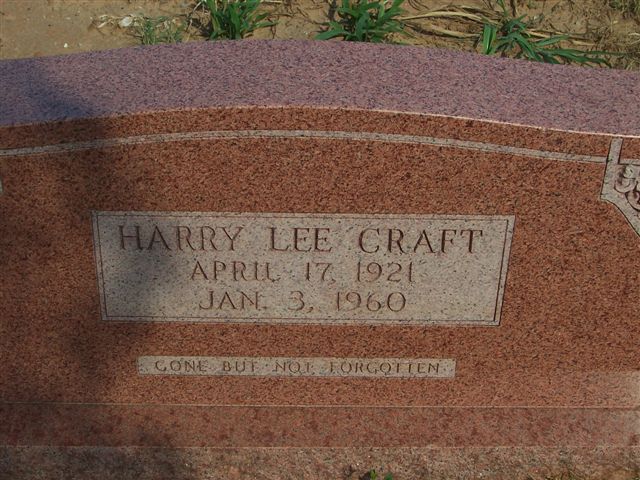 HARRY LEE CRAFT
APRIL 17, 1921
JAN. 3, 1960
GONE BUT NOT FORGOTTEN